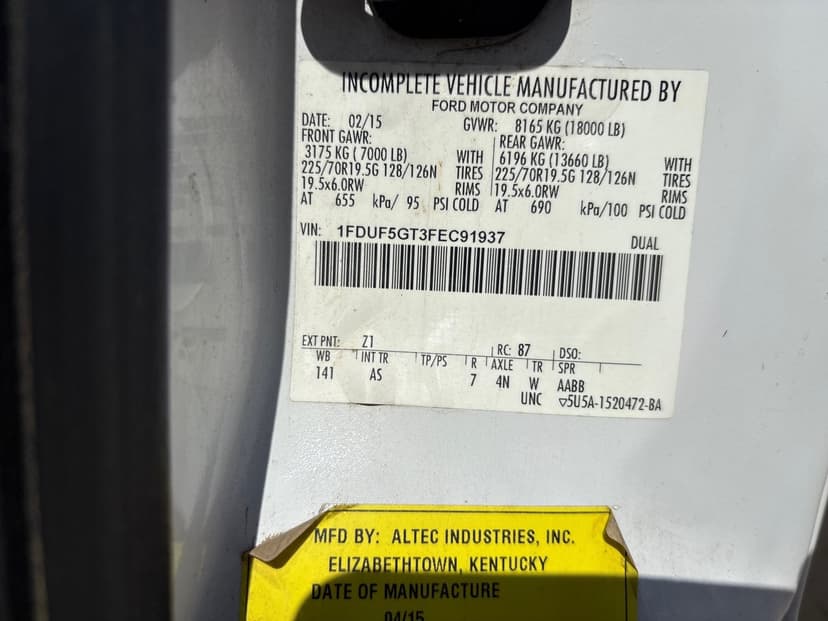 INCOMPLETE VEHICLE MANUFACTURED BY
FORD MOTOR COMPANY
DATE: 02/15 GVWR: 8165 KG (18000 LB)
FRONT GAWR: REAR GAWR:
3175 KG ( 7000 LB) WITH 6196 KG (13660 LB) WITH
225/70R19.5G 128/126N TIRES 225/70R19.5G 128/126N TIRES
19.5x6.0RW RIMS 19.5x6.0RW RIMS
AT 655 kPa/ 95 PSI COLD AT 690 kPa/100 PSI COLD
VIN: 1FDUF5GT3FEC91937 DUAL
EXT PNT: Z1 RC: 87 DSO:
WB INT TR TP/PS R AXLE TR SPR
141 AS 7 4N W AABB
UNC ▽5U5A-1520472-BA
MFD BY: ALTEC INDUSTRIES, INC.
ELIZABETHTOWN, KENTUCKY
DATE OF MANUFACTURE
04/15